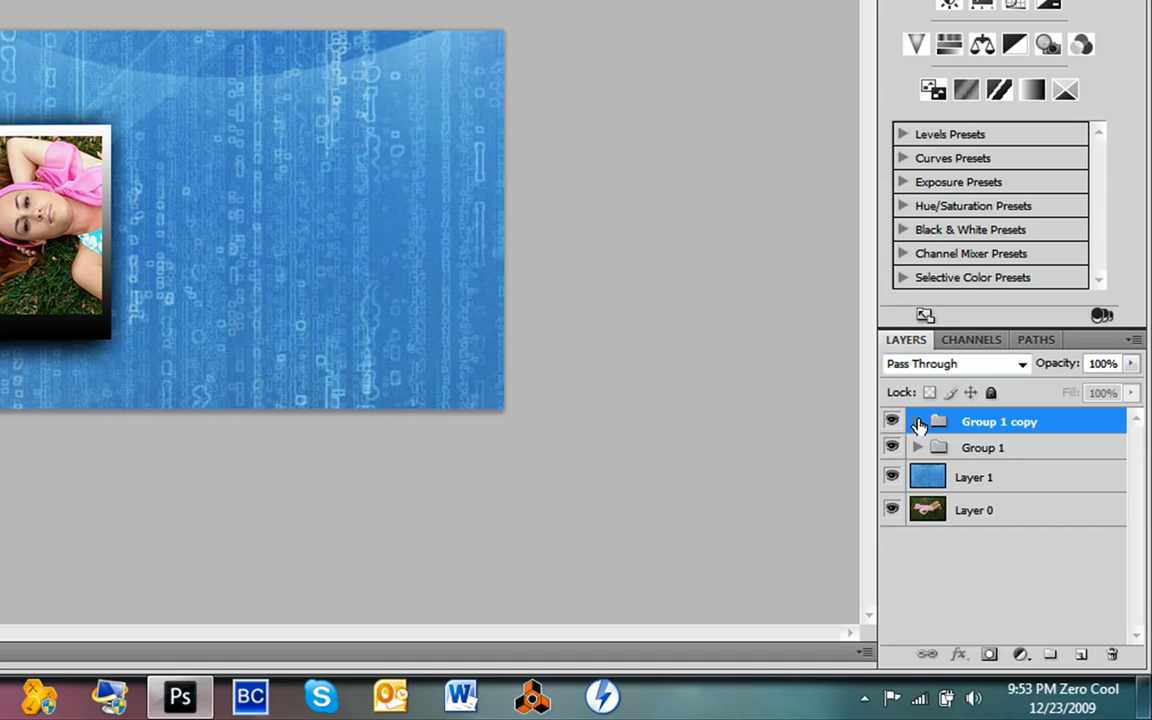 Levels Presets
Curves Presets
Exposure Presets
Hue/Saturation Presets
Black & White Presets
Channel Mixer Presets
Selective Color Presets
LAYERS CHANNELS PATHS
Pass Through Opacity: 100%
Lock: Fill: 100%
Group 1 copy
Group 1
Layer 1
Layer 0
Ps BC S W
9:53 PM Zero Cool
12/23/2009